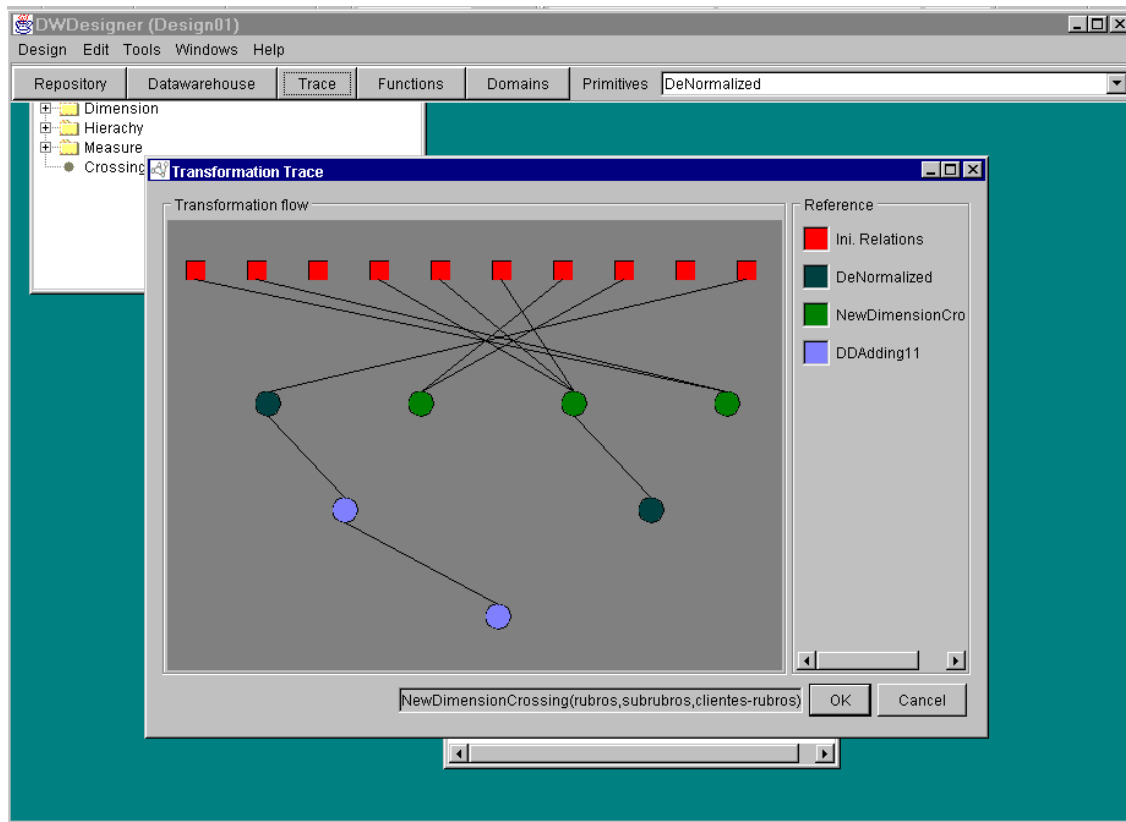 DWDesigner (Design01)
Design Edit Tools Windows Help
Repository Datawarehouse Trace Functions Domains Primitives DeNormalized
Dimension
Hierachy
Measure
Crossing
Transformation Trace
Transformation flow
Reference
Ini. Relations
DeNormalized
NewDimensionCro
DDAdding11
NewDimensionCrossing(rubros,subrubros,clientes-rubros)
OK Cancel